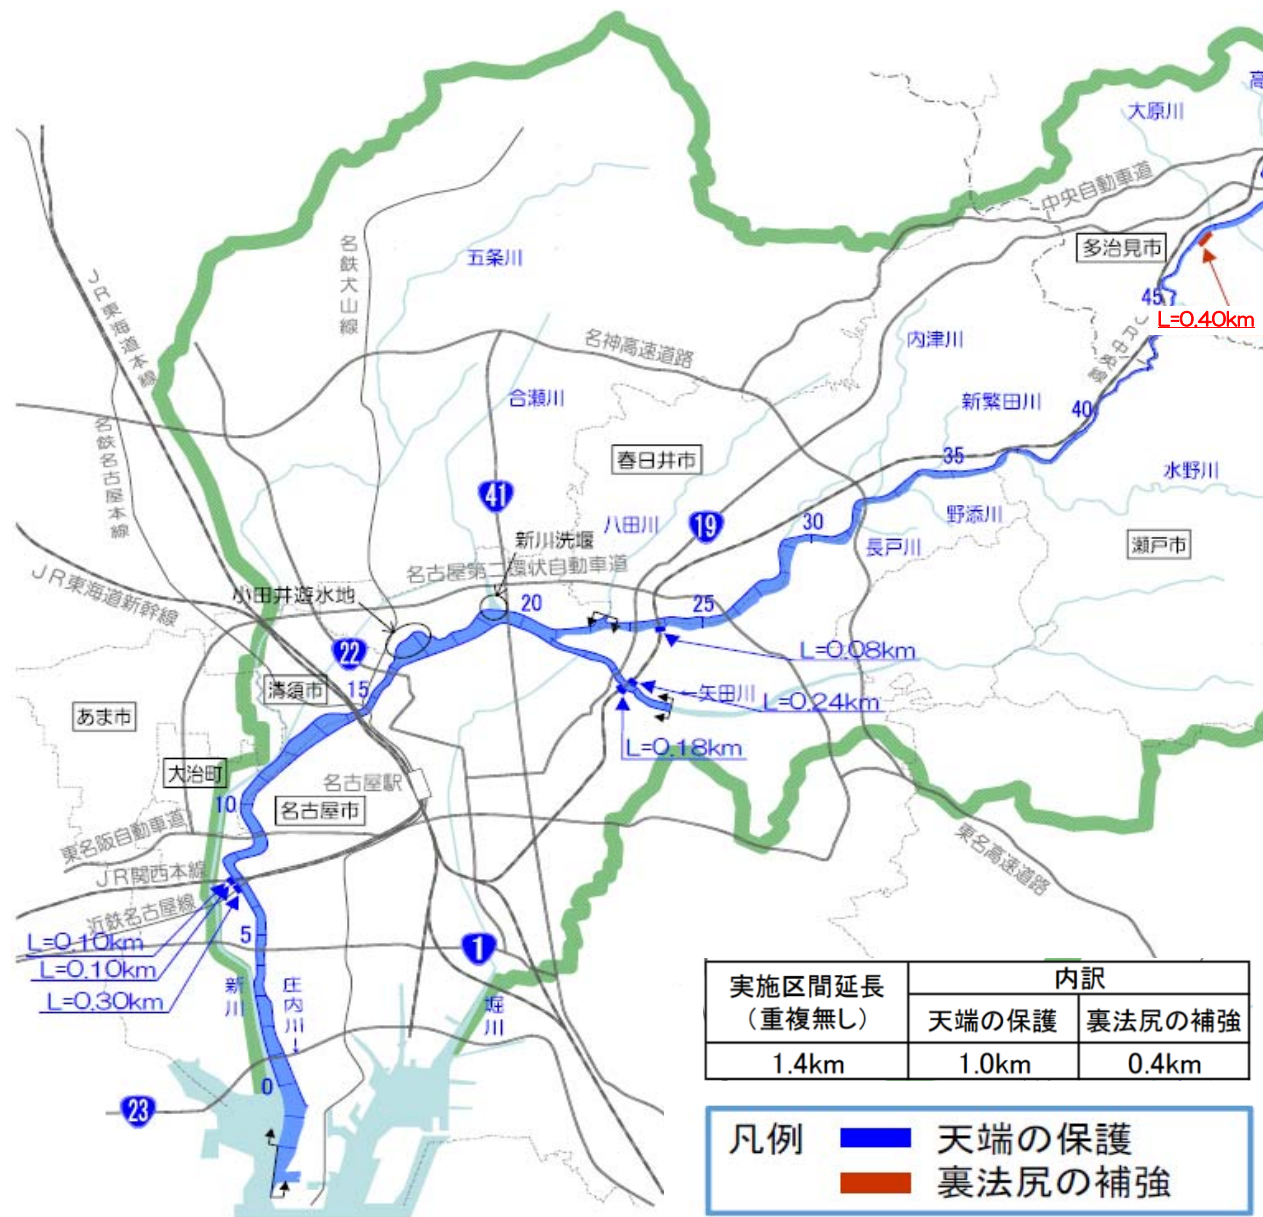 高
大原川
中央自動車道
多治見市
名鉄犬山線
五条川
JR東海道本線
45
L=0.40km
JR中央線
名神高速道路
内津川
合瀬川
新繁田川
40
名鉄名古屋本線
春日井市
35
水野川
41
八田川
19
30
野添川
新川洗堰
長戸川
瀬戸市
名古屋第二環状自動車道
JR東海道新幹線
小田井遊水地
20
25
22
L=0.08km
清須市
15
矢田川
L=0.24km
あま市
L=0.18km
大治町
名古屋駅
10
名古屋市
東名阪自動車道
東名高速道路
JR関西本線
近鉄名古屋線
5
1
L=0.10km
L=0.10km
L=0.30km
新川
庄内川
堀川
0
23
実施区間延長
(重複無し)
内訳
天端の保護 裏法尻の補強
1.4km 1.0km 0.4km
凡例 天端の保護
裏法尻の補強